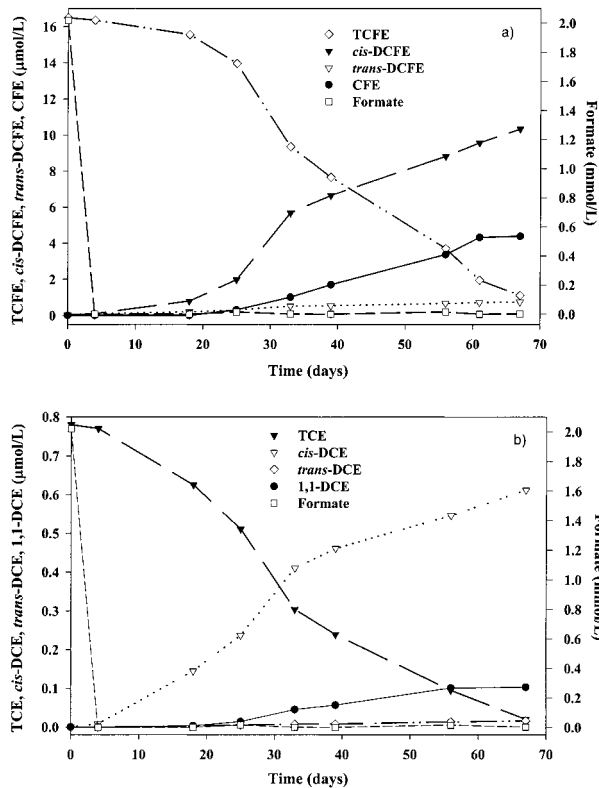 a)
TCFE
cis-DCFE
trans-DCFE
CFE
Formate
TCFE, cis-DCFE, trans-DCFE, CFE (μmol/L)
16
14
12
10
8
6
4
2
0
Formate (mmol/L)
2.0
1.8
1.6
1.4
1.2
1.0
0.8
0.6
0.4
0.2
0.0
0 10 20 30 40 50 60 70
Time (days)
b)
TCE
cis-DCE
trans-DCE
1,1-DCE
Formate
TCE, cis-DCE, trans-DCE, 1,1-DCE (μmol/L)
0.8
0.7
0.6
0.5
0.4
0.3
0.2
0.1
0.0
Formate (mmol/L)
2.0
1.8
1.6
1.4
1.2
1.0
0.8
0.6
0.4
0.2
0.0
0 10 20 30 40 50 60 70
Time (days)